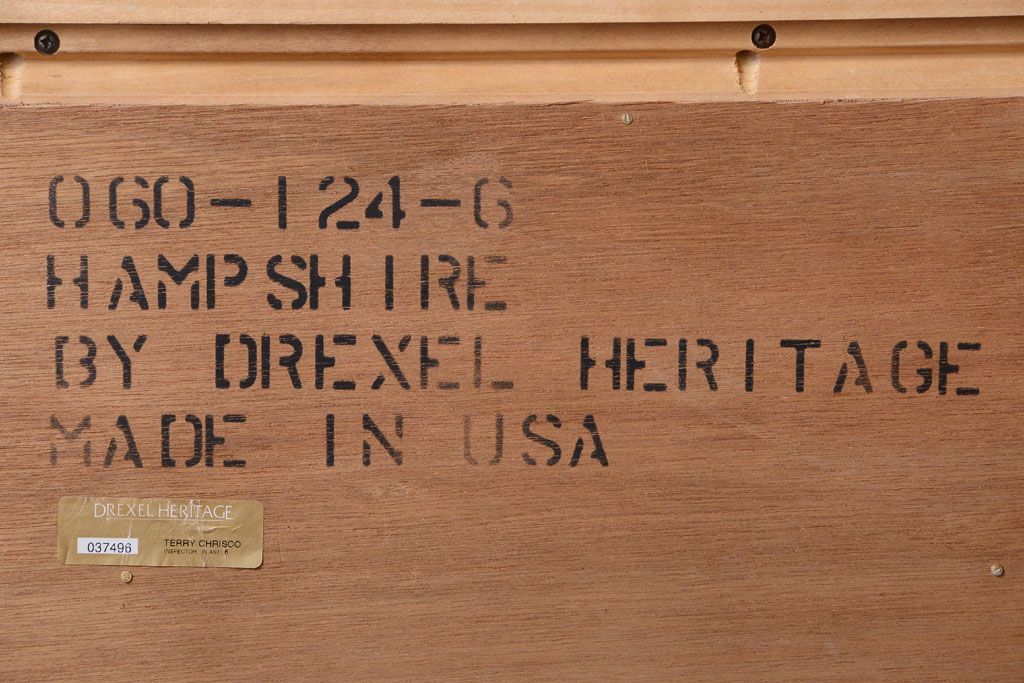 060-124-6
HAMPSHIRE
BY DREXEL HERITAGE
MADE IN USA
DREXEL HERITAGE
037496
TERRY CHRISCO
INSPECTOR, PLANT 6